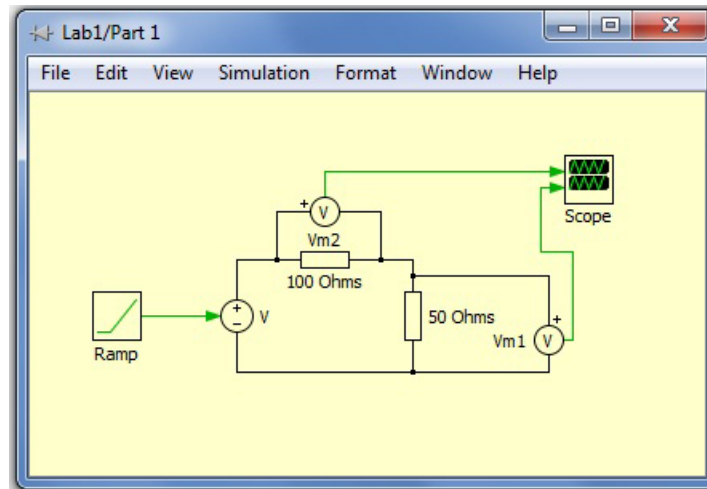 Lab1/Part 1
File Edit View Simulation Format Window Help
+
V
Scope
Vm2
100 Ohms
+
-
V
50 Ohms
+
Vm1
V
Ramp